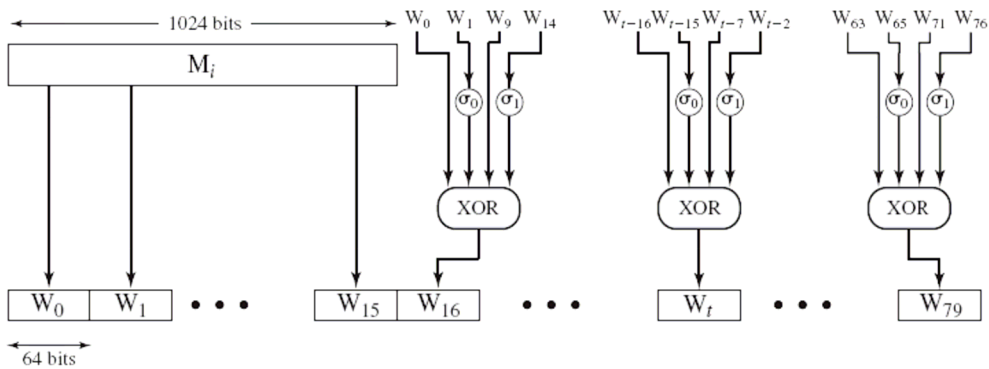 1024 bits
W₀ W₁ W₉ W₁₄
Wₜ₋₁₆ Wₜ₋₁₅ Wₜ₋₇ Wₜ₋₂
W₆₃ W₆₅ W₇₁ W₇₆
Mᵢ
σ₀ σ₁
σ₀ σ₁
σ₀ σ₁
XOR
XOR
XOR
W₀ W₁ • • • W₁₅ W₁₆ • • • Wₜ • • • W₇₉
64 bits